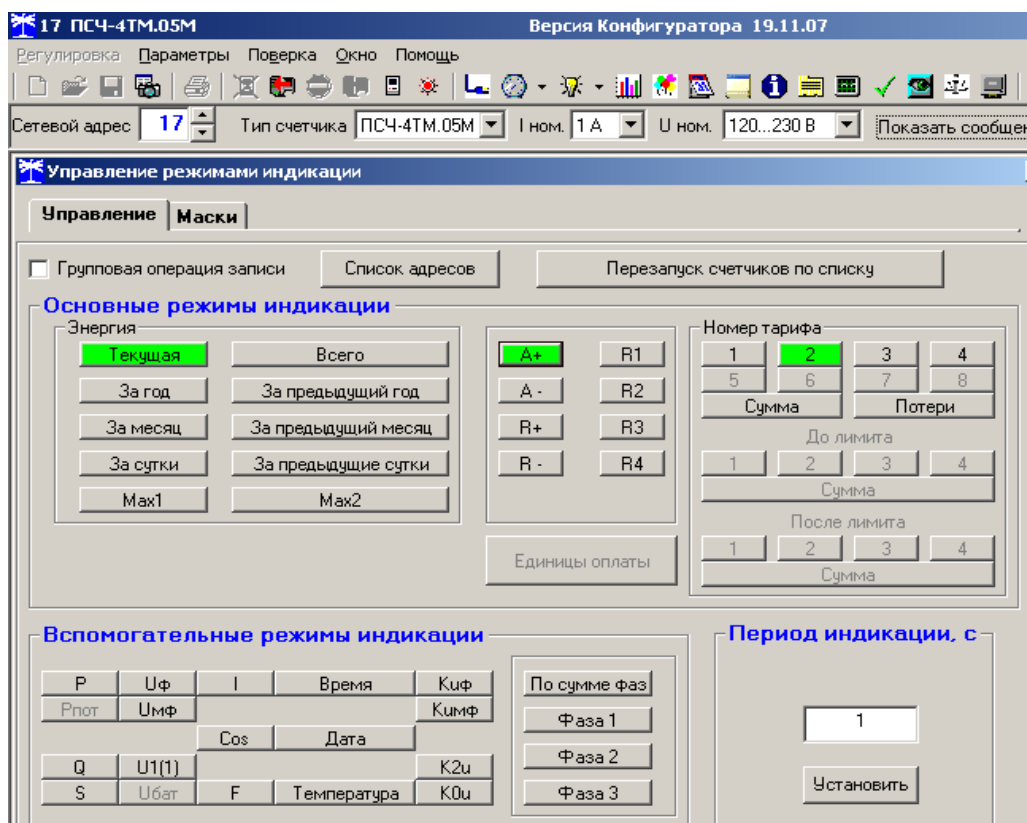 17 ПСЧ-4ТМ.05М Версия Конфигуратора 19.11.07
Регулировка Параметры Поверка Окно Помощь
Сетевой адрес 17 Тип счетчика ПСЧ-4ТМ.05М I ном. 1 А U ном. 120...230 В Показать сообщен
Управление режимами индикации
Управление Маски
Групповая операция записи Список адресов Перезапуск счетчиков по списку
Основные режимы индикации
Энергия Номер тарифа
Текущая Всего A+ R1 1 2 3 4
5 6 7 8
За год За предыдущий год A - R2
Сумма Потери
За месяц За предыдущий месяц R+ R3
До лимита
За сутки За предыдущие сутки R - R4 1 2 3 4
Сумма
Max1 Max2
После лимита
Единицы оплаты 1 2 3 4
Сумма
Вспомогательные режимы индикации Период индикации, с
P Uф I Время Kuф По сумме фаз
Pпот Uмф Kuмф Фаза 1 1
Cos Дата
Q U1(1) K2u Фаза 2
S Uбат F Температура K0u Фаза 3 Установить